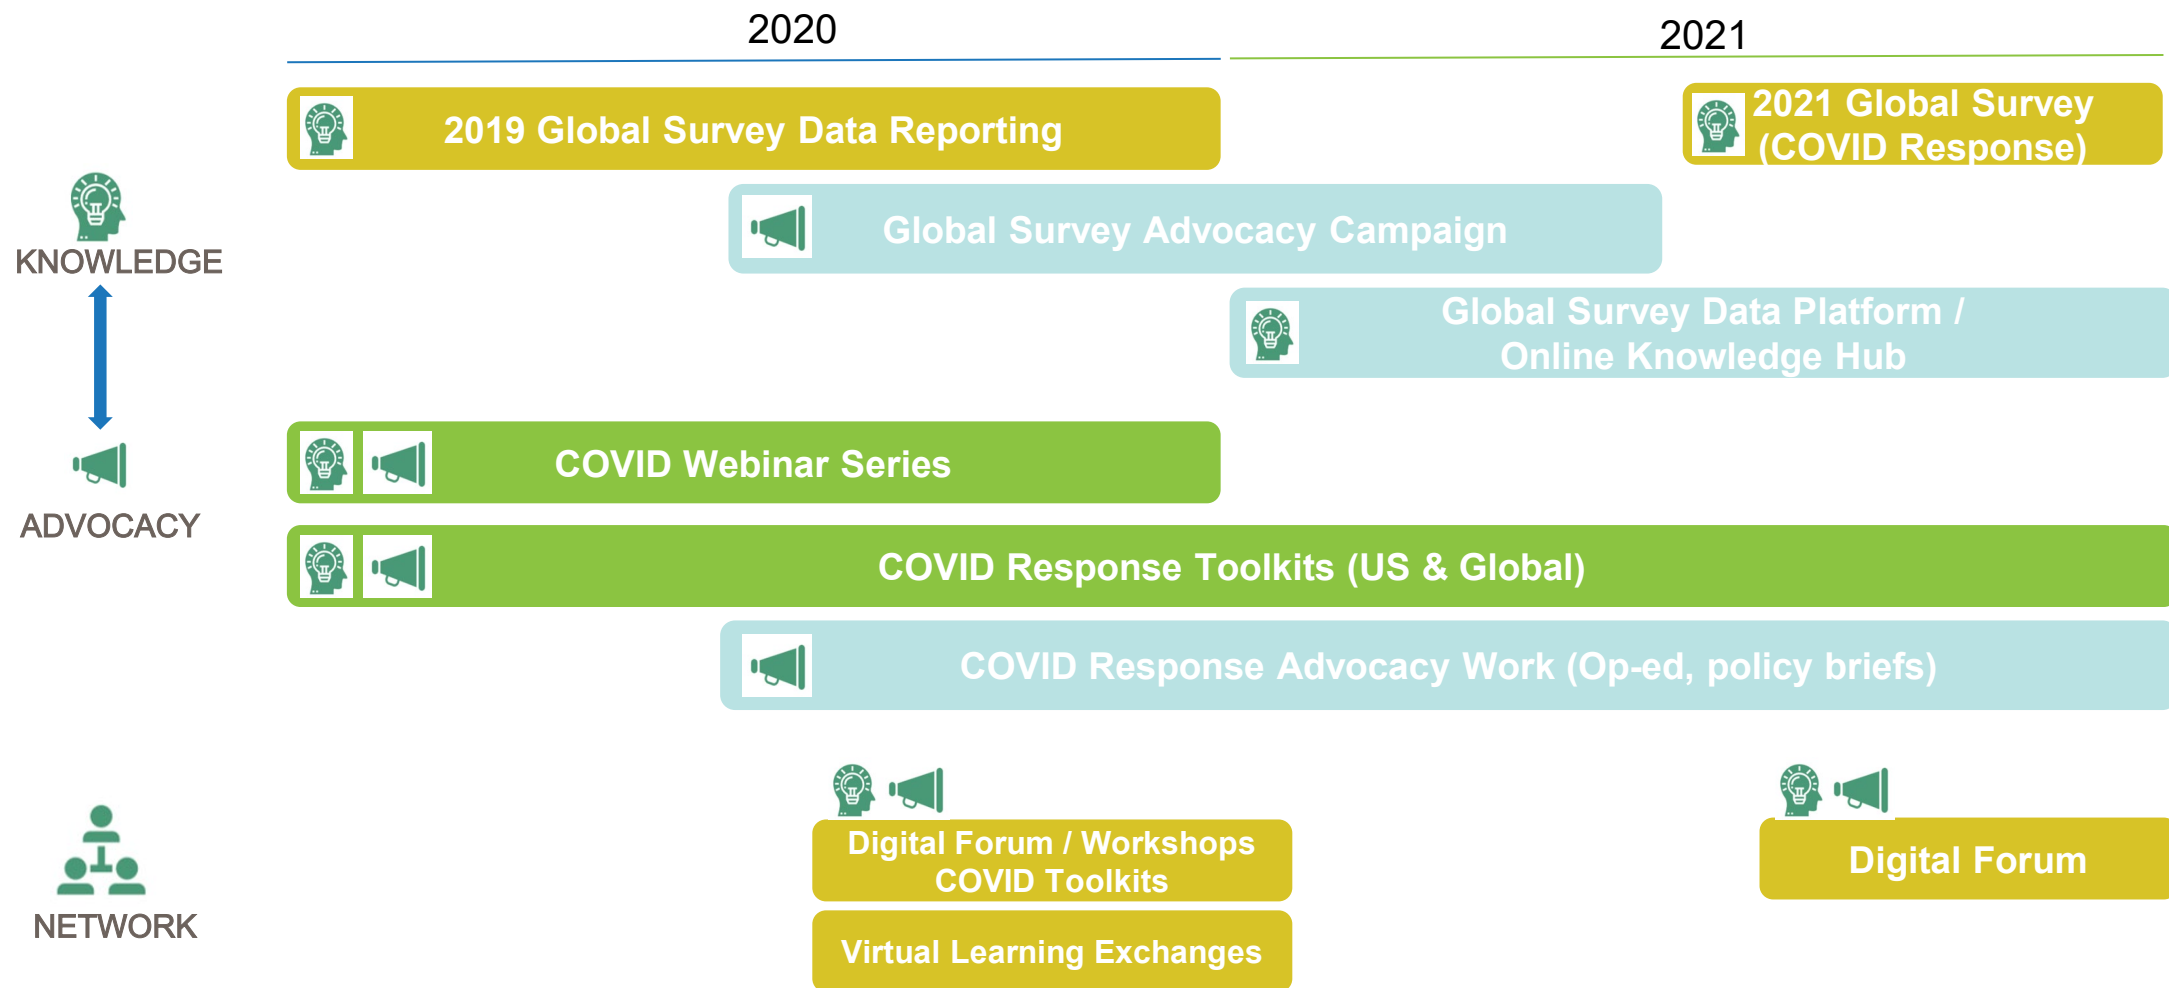 2020
2021
2019 Global Survey Data Reporting
2021 Global Survey
(COVID Response)
Global Survey Advocacy Campaign
KNOWLEDGE
Global Survey Data Platform /
Online Knowledge Hub
COVID Webinar Series
ADVOCACY
COVID Response Toolkits (US & Global)
COVID Response Advocacy Work (Op-ed, policy briefs)
Digital Forum / Workshops
COVID Toolkits
Digital Forum
NETWORK
Virtual Learning Exchanges